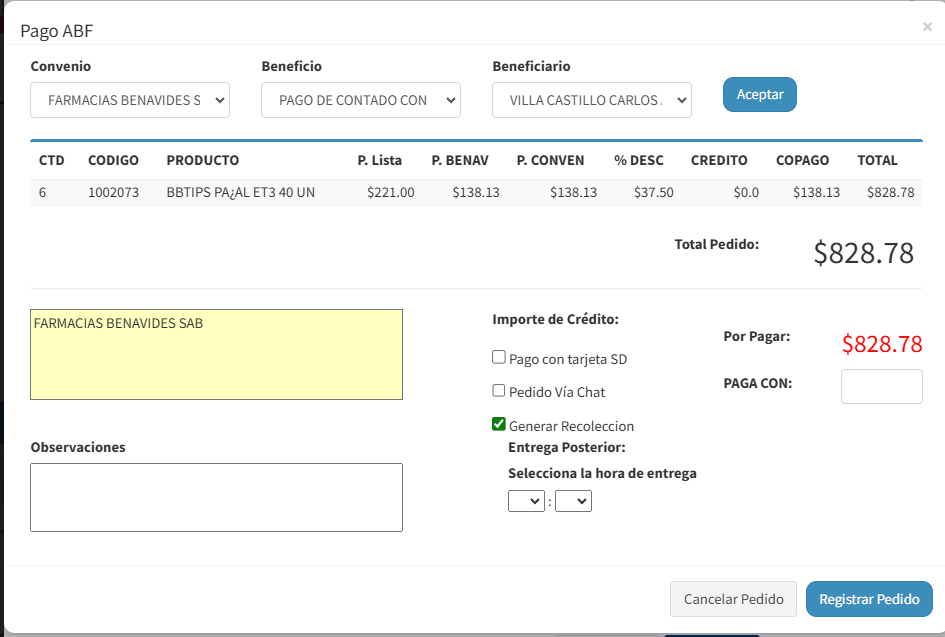 Pago ABF
×
Convenio Beneficio Beneficiario
FARMACIAS BENAVIDES S PAGO DE CONTADO CON VILLA CASTILLO CARLOS . Aceptar
CTD CODIGO PRODUCTO P. Lista P. BENAV P. CONVEN % DESC CREDITO COPAGO TOTAL
6 1002073 BBTIPS PA¿AL ET3 40 UN $221.00 $138.13 $138.13 $37.50 $0.0 $138.13 $828.78
Total Pedido: $828.78
FARMACIAS BENAVIDES SAB
Importe de Crédito:
Por Pagar: $828.78
Pago con tarjeta SD
PAGA CON:
Pedido Vía Chat
Generar Recoleccion
Observaciones
Entrega Posterior:
Selecciona la hora de entrega
:
Cancelar Pedido Registrar Pedido